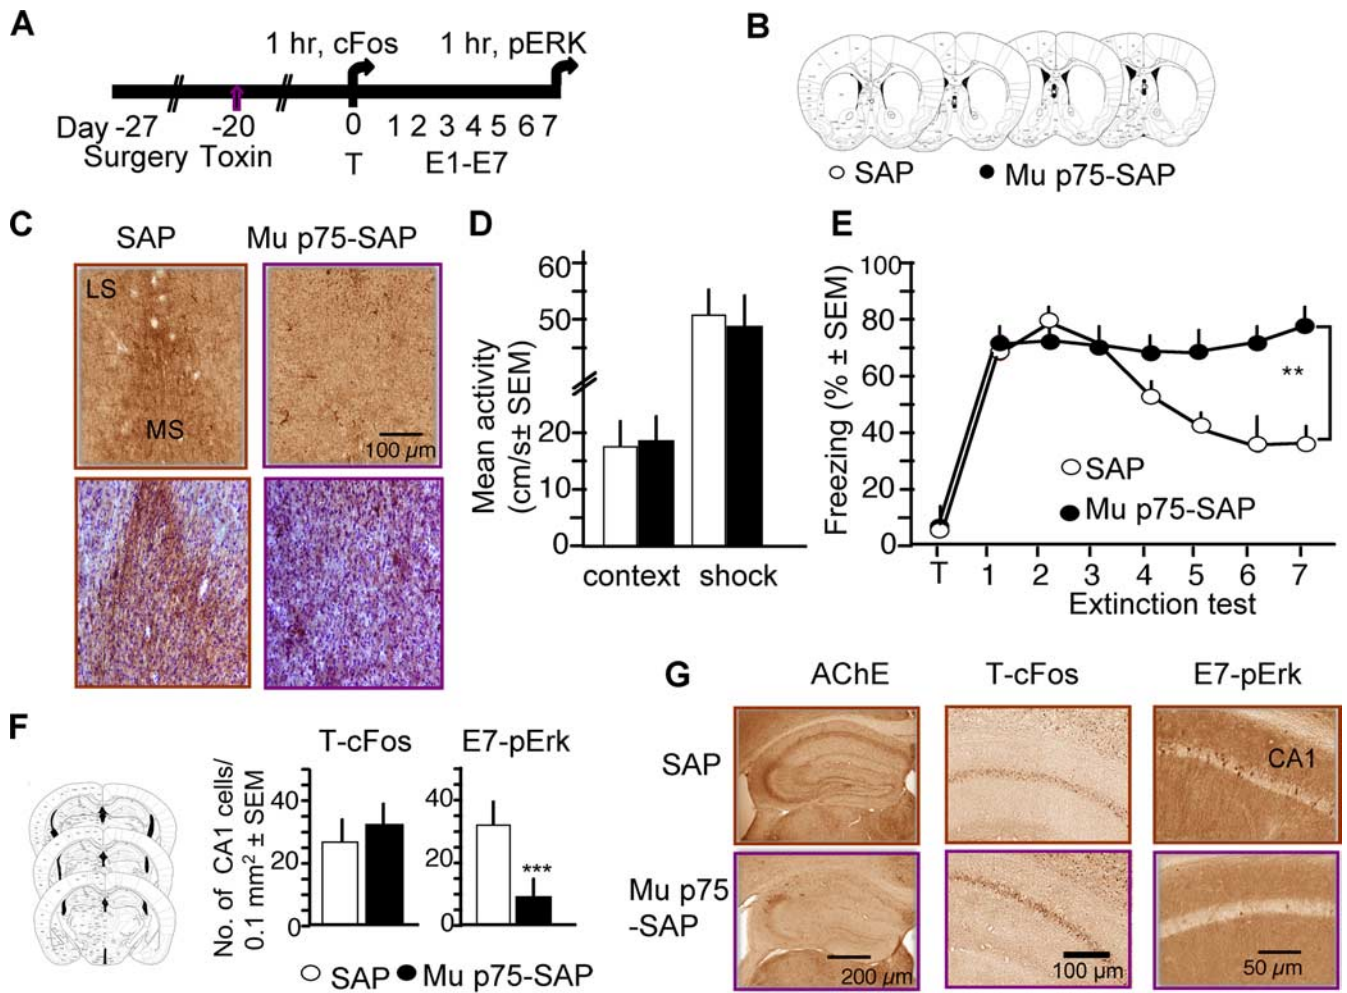 A
1 hr, cFos
1 hr, pERK
Day -27 -20 0 1 2 3 4 5 6 7
Surgery Toxin T E1-E7
B
SAP Mu p75-SAP
C
SAP Mu p75-SAP
LS
MS
100 µm
D
Mean activity
(cm/s± SEM)
60
50
20
10
0
context shock
E
Freezing (% ± SEM)
100
80
60
40
20
0
**
SAP
Mu p75-SAP
T 1 2 3 4 5 6 7
Extinction test
F
No. of CA1 cells/
0.1 mm² ± SEM
T-cFos E7-pErk
40 40
20 20
0 0
***
SAP Mu p75-SAP
G
AChE T-cFos E7-pErk
SAP
CA1
Mu p75
-SAP
200 µm
100 µm
50 µm